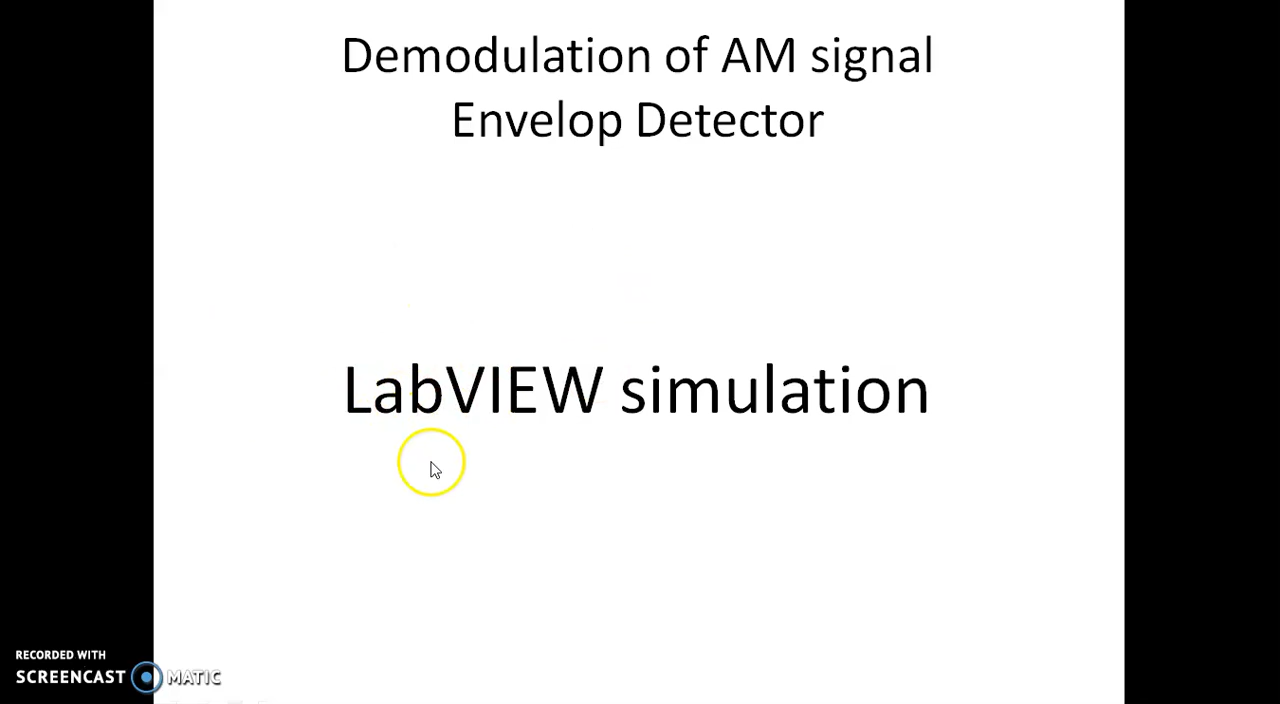 Demodulation of AM signal
Envelop Detector
LabVIEW simulation
RECORDED WITH
SCREENCAST MATIC